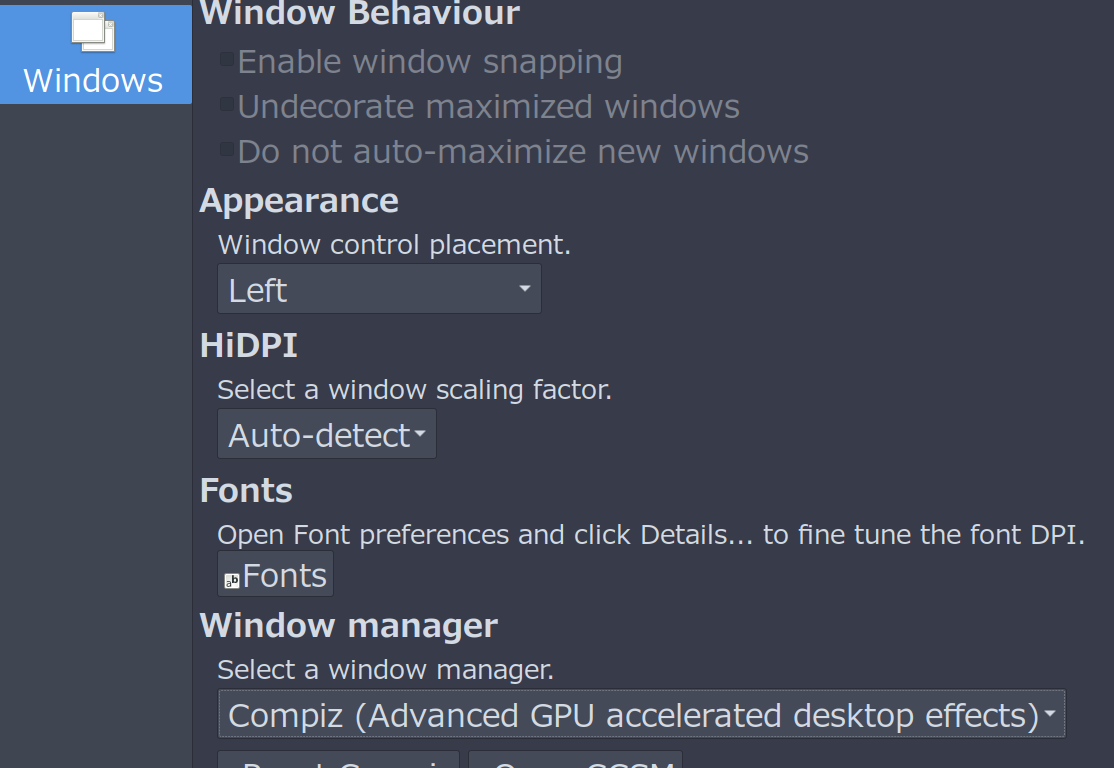 Window Behaviour
Windows
Enable window snapping
Undecorate maximized windows
Do not auto-maximize new windows
Appearance
Window control placement.
Left
HiDPI
Select a window scaling factor.
Auto-detect
Fonts
Open Font preferences and click Details... to fine tune the font DPI.
Fonts
Window manager
Select a window manager.
Compiz (Advanced GPU accelerated desktop effects)